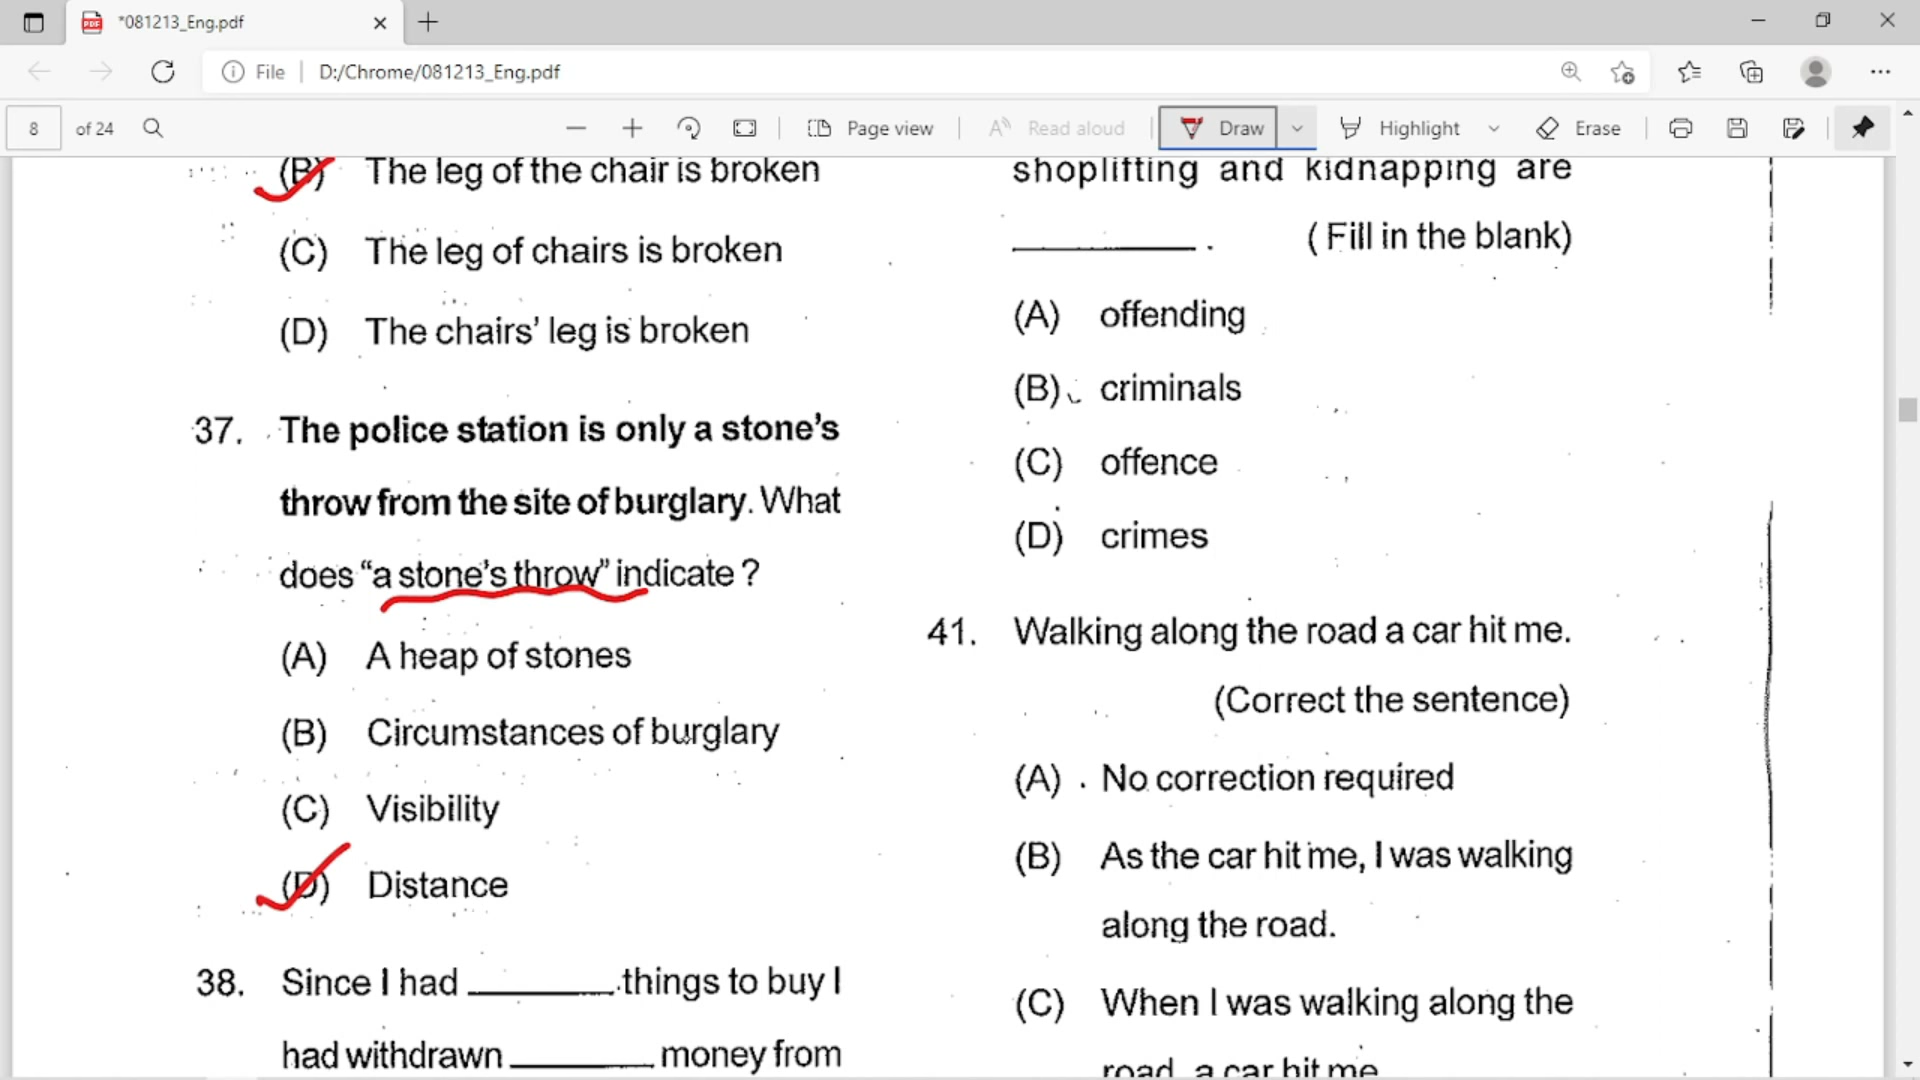 *081213_Eng.pdf
File D:/Chrome/081213_Eng.pdf
8 of 24 Page view Read aloud Draw Highlight Erase
(B) The leg of the chair is broken
(C) The leg of chairs is broken
(D) The chairs' leg is broken
37. The police station is only a stone's
throw from the site of burglary. What
does “a stone's throw” indicate ?
(A) A heap of stones
(B) Circumstances of burglary
(C) Visibility
(D) Distance
38. Since I had ________ things to buy I
had withdrawn ________ money from
shoplifting and kidnapping are
__________ . ( Fill in the blank)
(A) offending
(B) criminals
(C) offence
(D) crimes
41. Walking along the road a car hit me.
(Correct the sentence)
(A) No correction required
(B) As the car hit me, I was walking
along the road.
(C) When I was walking along the
road, a car hit me